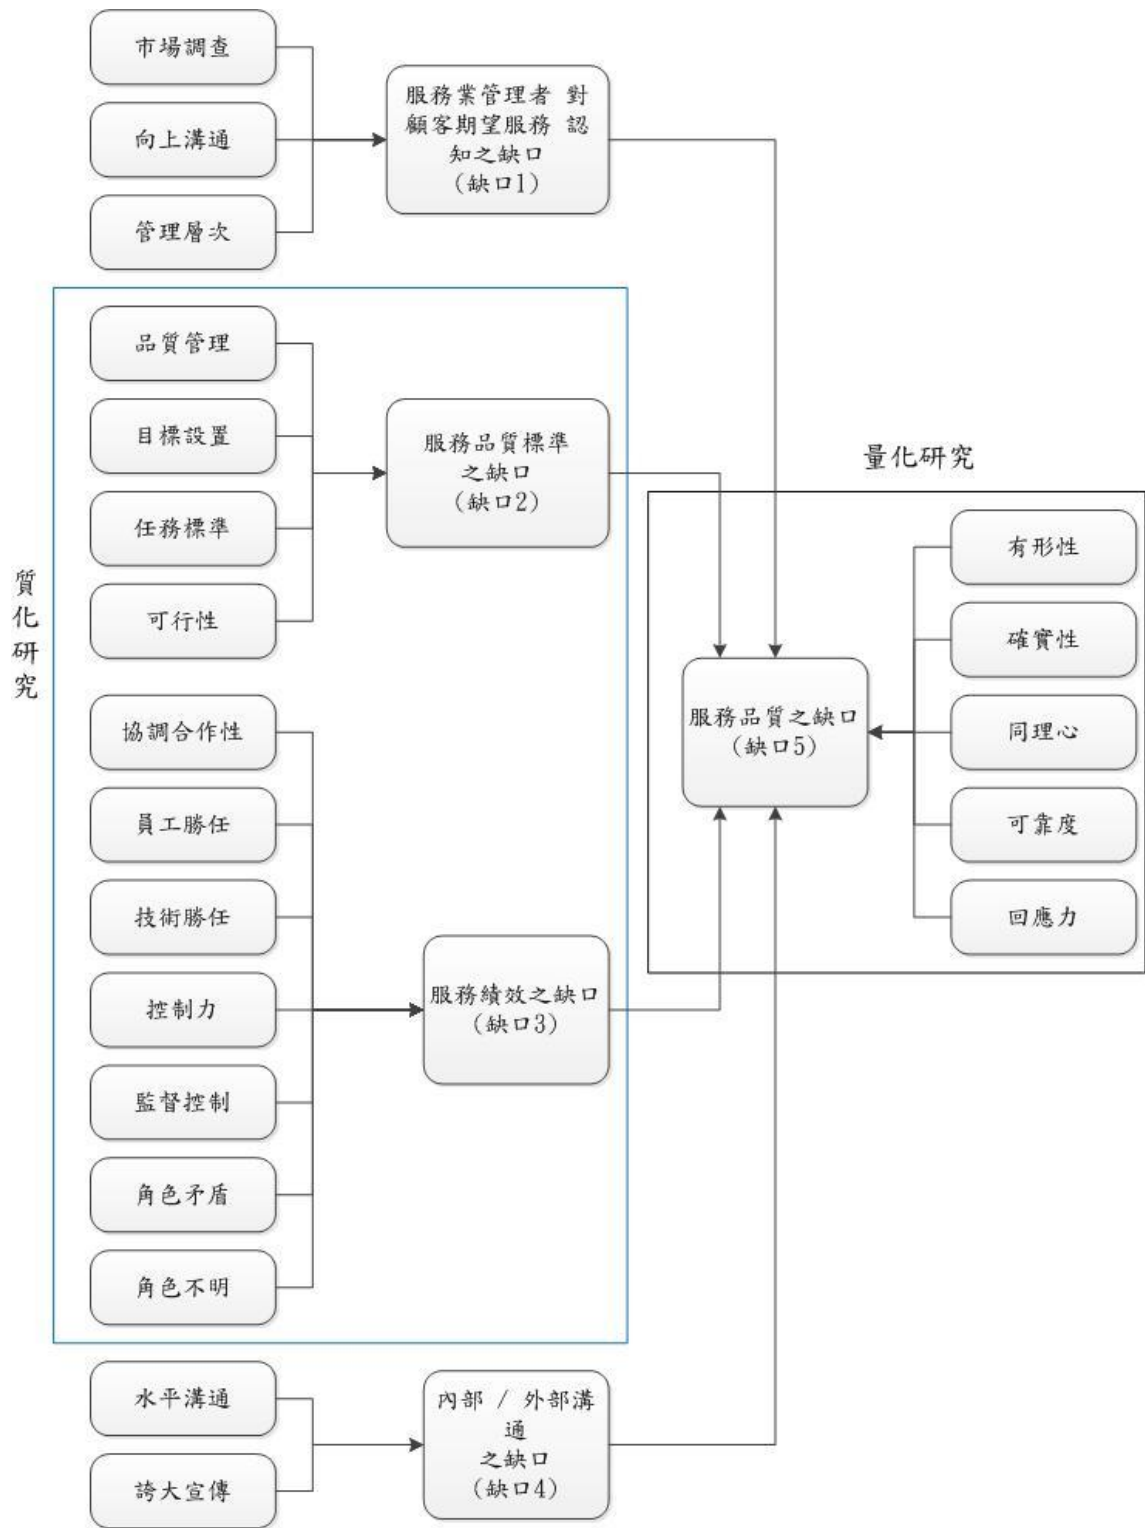 市場調查
向上溝通
管理層次
服務業管理者 對
顧客期望服務 認
知之缺口
(缺口1)
質化研究
品質管理
目標設置
任務標準
可行性
服務品質標準
之缺口
(缺口2)
協調合作性
員工勝任
技術勝任
控制力
監督控制
角色矛盾
角色不明
服務績效之缺口
(缺口3)
水平溝通
誇大宣傳
內部 / 外部溝
通
之缺口
(缺口4)
量化研究
服務品質之缺口
(缺口5)
有形性
確實性
同理心
可靠度
回應力